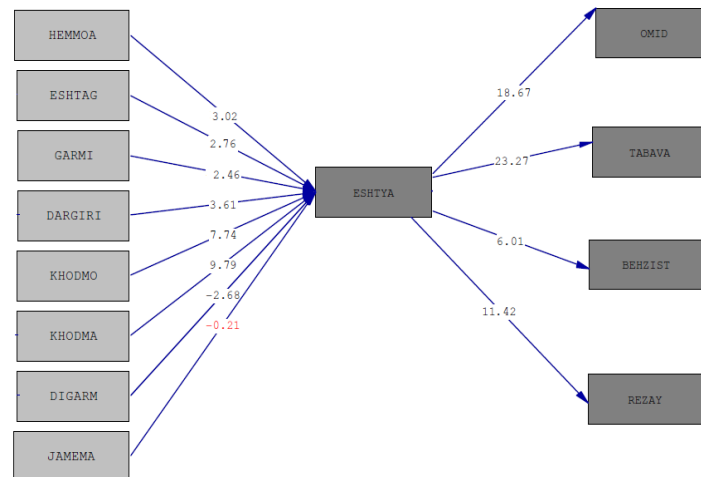 HEMMOA
ESHTAG
GARMI
DARGIRI
KHODMO
KHODMA
DIGARM
JAMEMA
3.02
2.76
2.46
3.61
7.74
9.79
-2.68
-0.21
ESHTYA
18.67
23.27
6.01
11.42
OMID
TABAVA
BEHZIST
REZAY